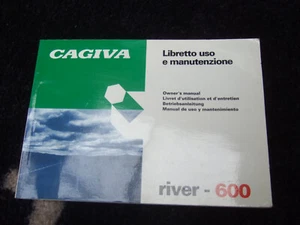 CAGIVA
Libretto uso
e manutenzione
Owner's manual
Livret d'utilisation et d'entretien
Betriebsanleitung
Manual de uso y mantenimiento
river 600